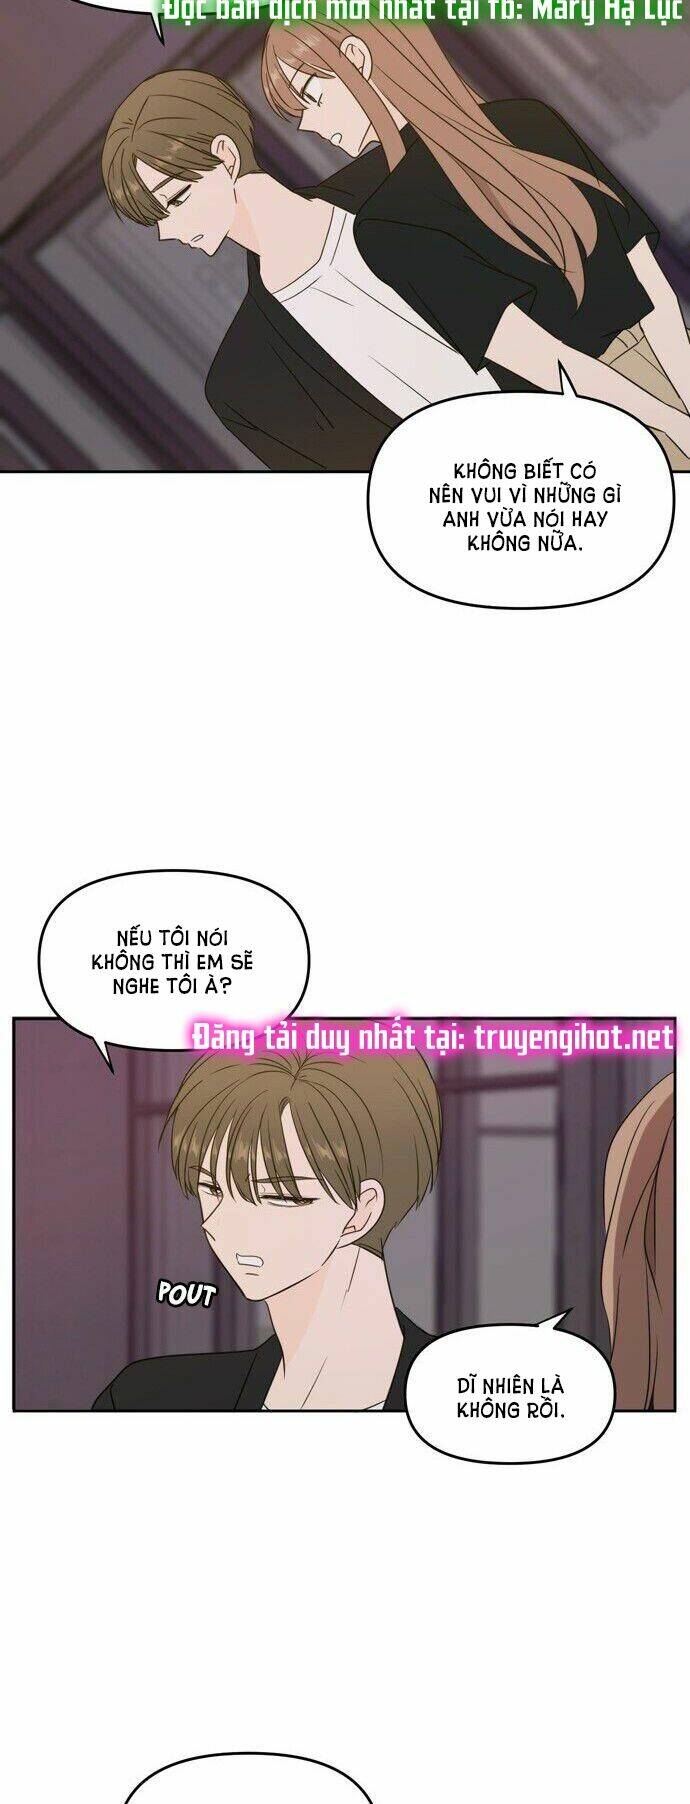 Đọc bản dịch mới nhất tại fb: Mary Hạ Lục
KHÔNG BIẾT CÓ
NÊN VUI VÌ NHỮNG GÌ
ANH VỪA NÓI HAY
KHÔNG NỮA.
NẾU TÔI NÓI
KHÔNG THÌ EM SẼ
NGHE TÔI À?
Đăng tải duy nhất tại: truyengihot.net
POUT
DĨ NHIÊN LÀ
KHÔNG RỒI.